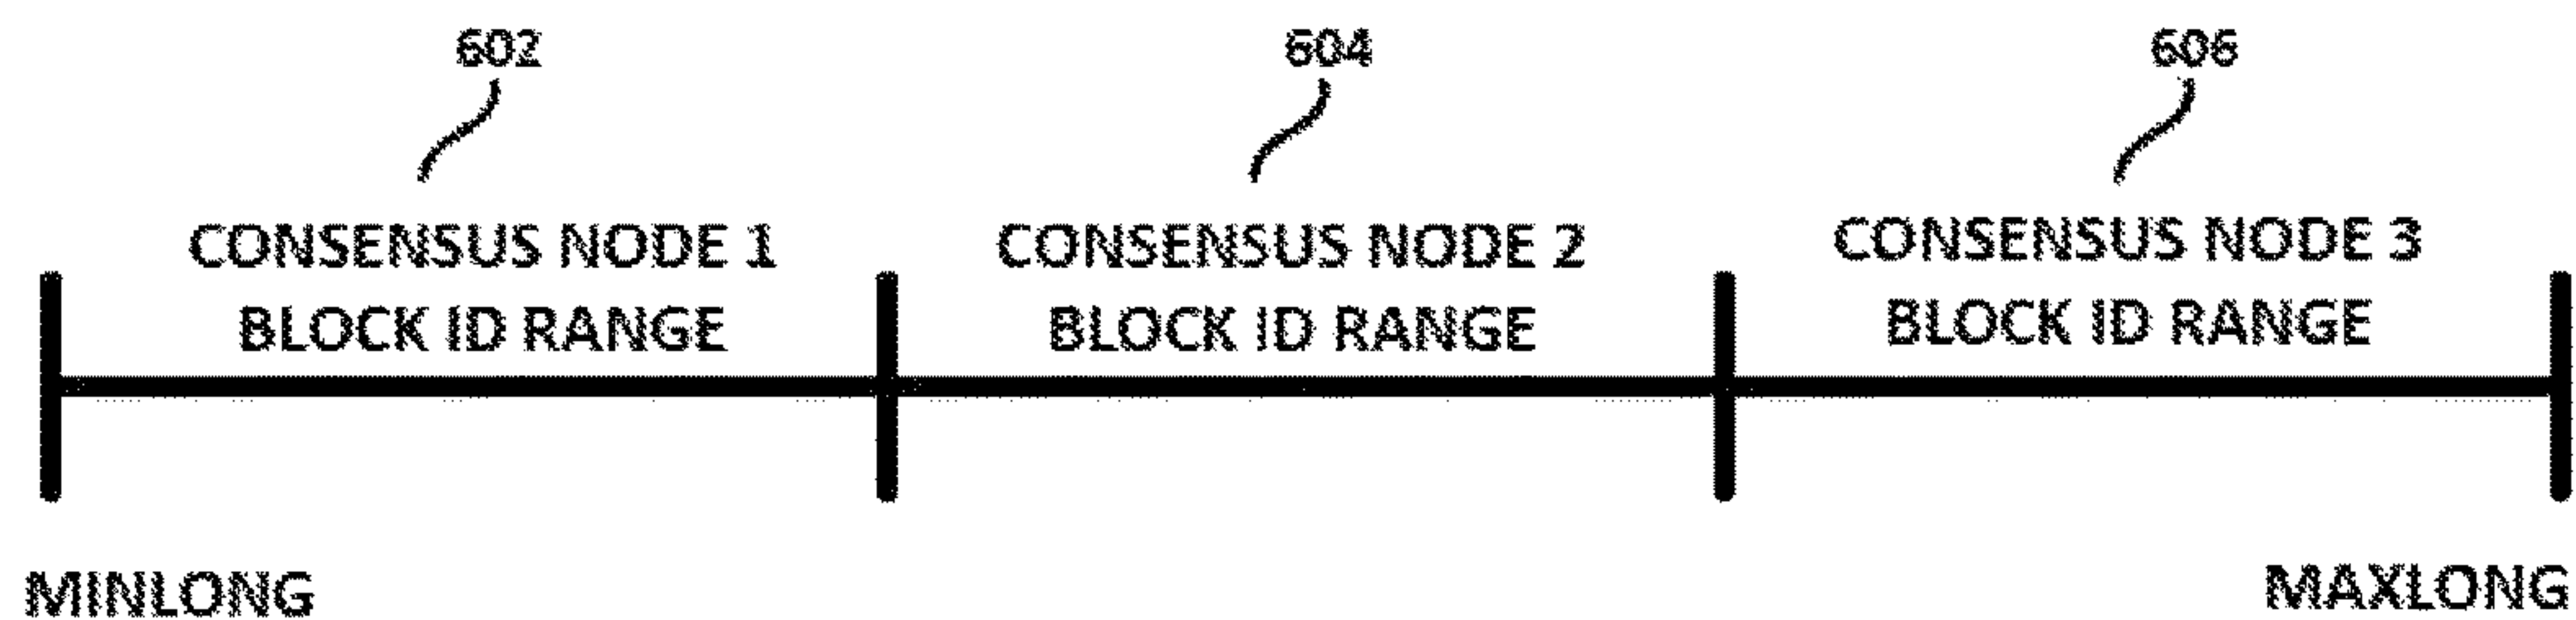 602
604
606
CONSENSUS NODE 1
BLOCK ID RANGE
CONSENSUS NODE 2
BLOCK ID RANGE
CONSENSUS NODE 3
BLOCK ID RANGE
MINLONG
MAXLONG